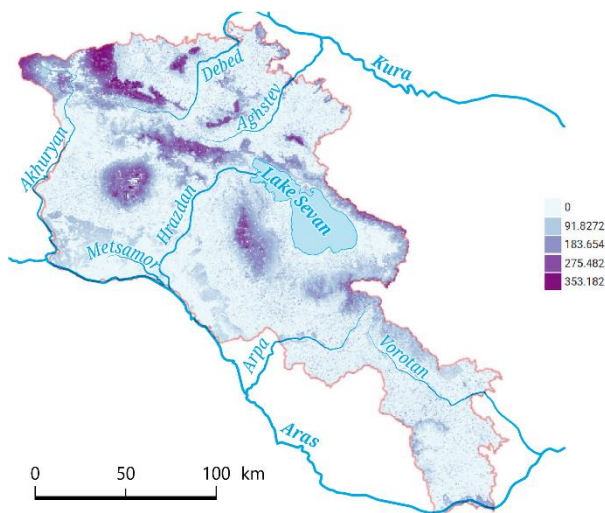 Debed
Kura
Aghstev
Akhuryan
Lake Sevan
Hrazdan
Metsamor
0
91.8272
183.654
275.482
353.182
Arpa
Vorotan
Aras
0 50 100 km